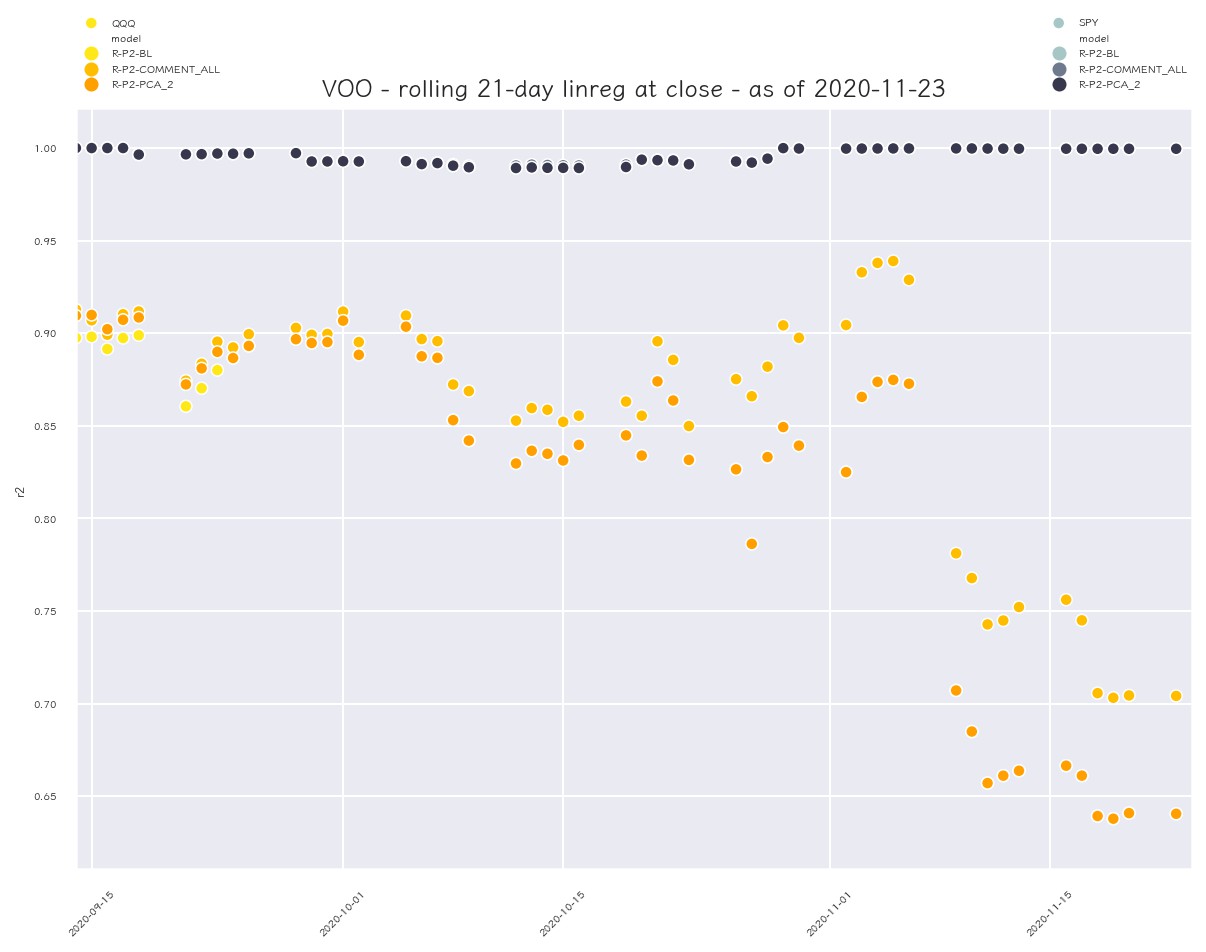 QQQ
model
R-P2-BL
R-P2-COMMENT_ALL
R-P2-PCA_2
SPY
model
R-P2-BL
R-P2-COMMENT_ALL
R-P2-PCA_2
VOO - rolling 21-day linreg at close - as of 2020-11-23
1.00
0.95
0.90
0.85
0.80
0.75
0.70
0.65
r2
2020-09-15
2020-10-01
2020-10-15
2020-11-01
2020-11-15